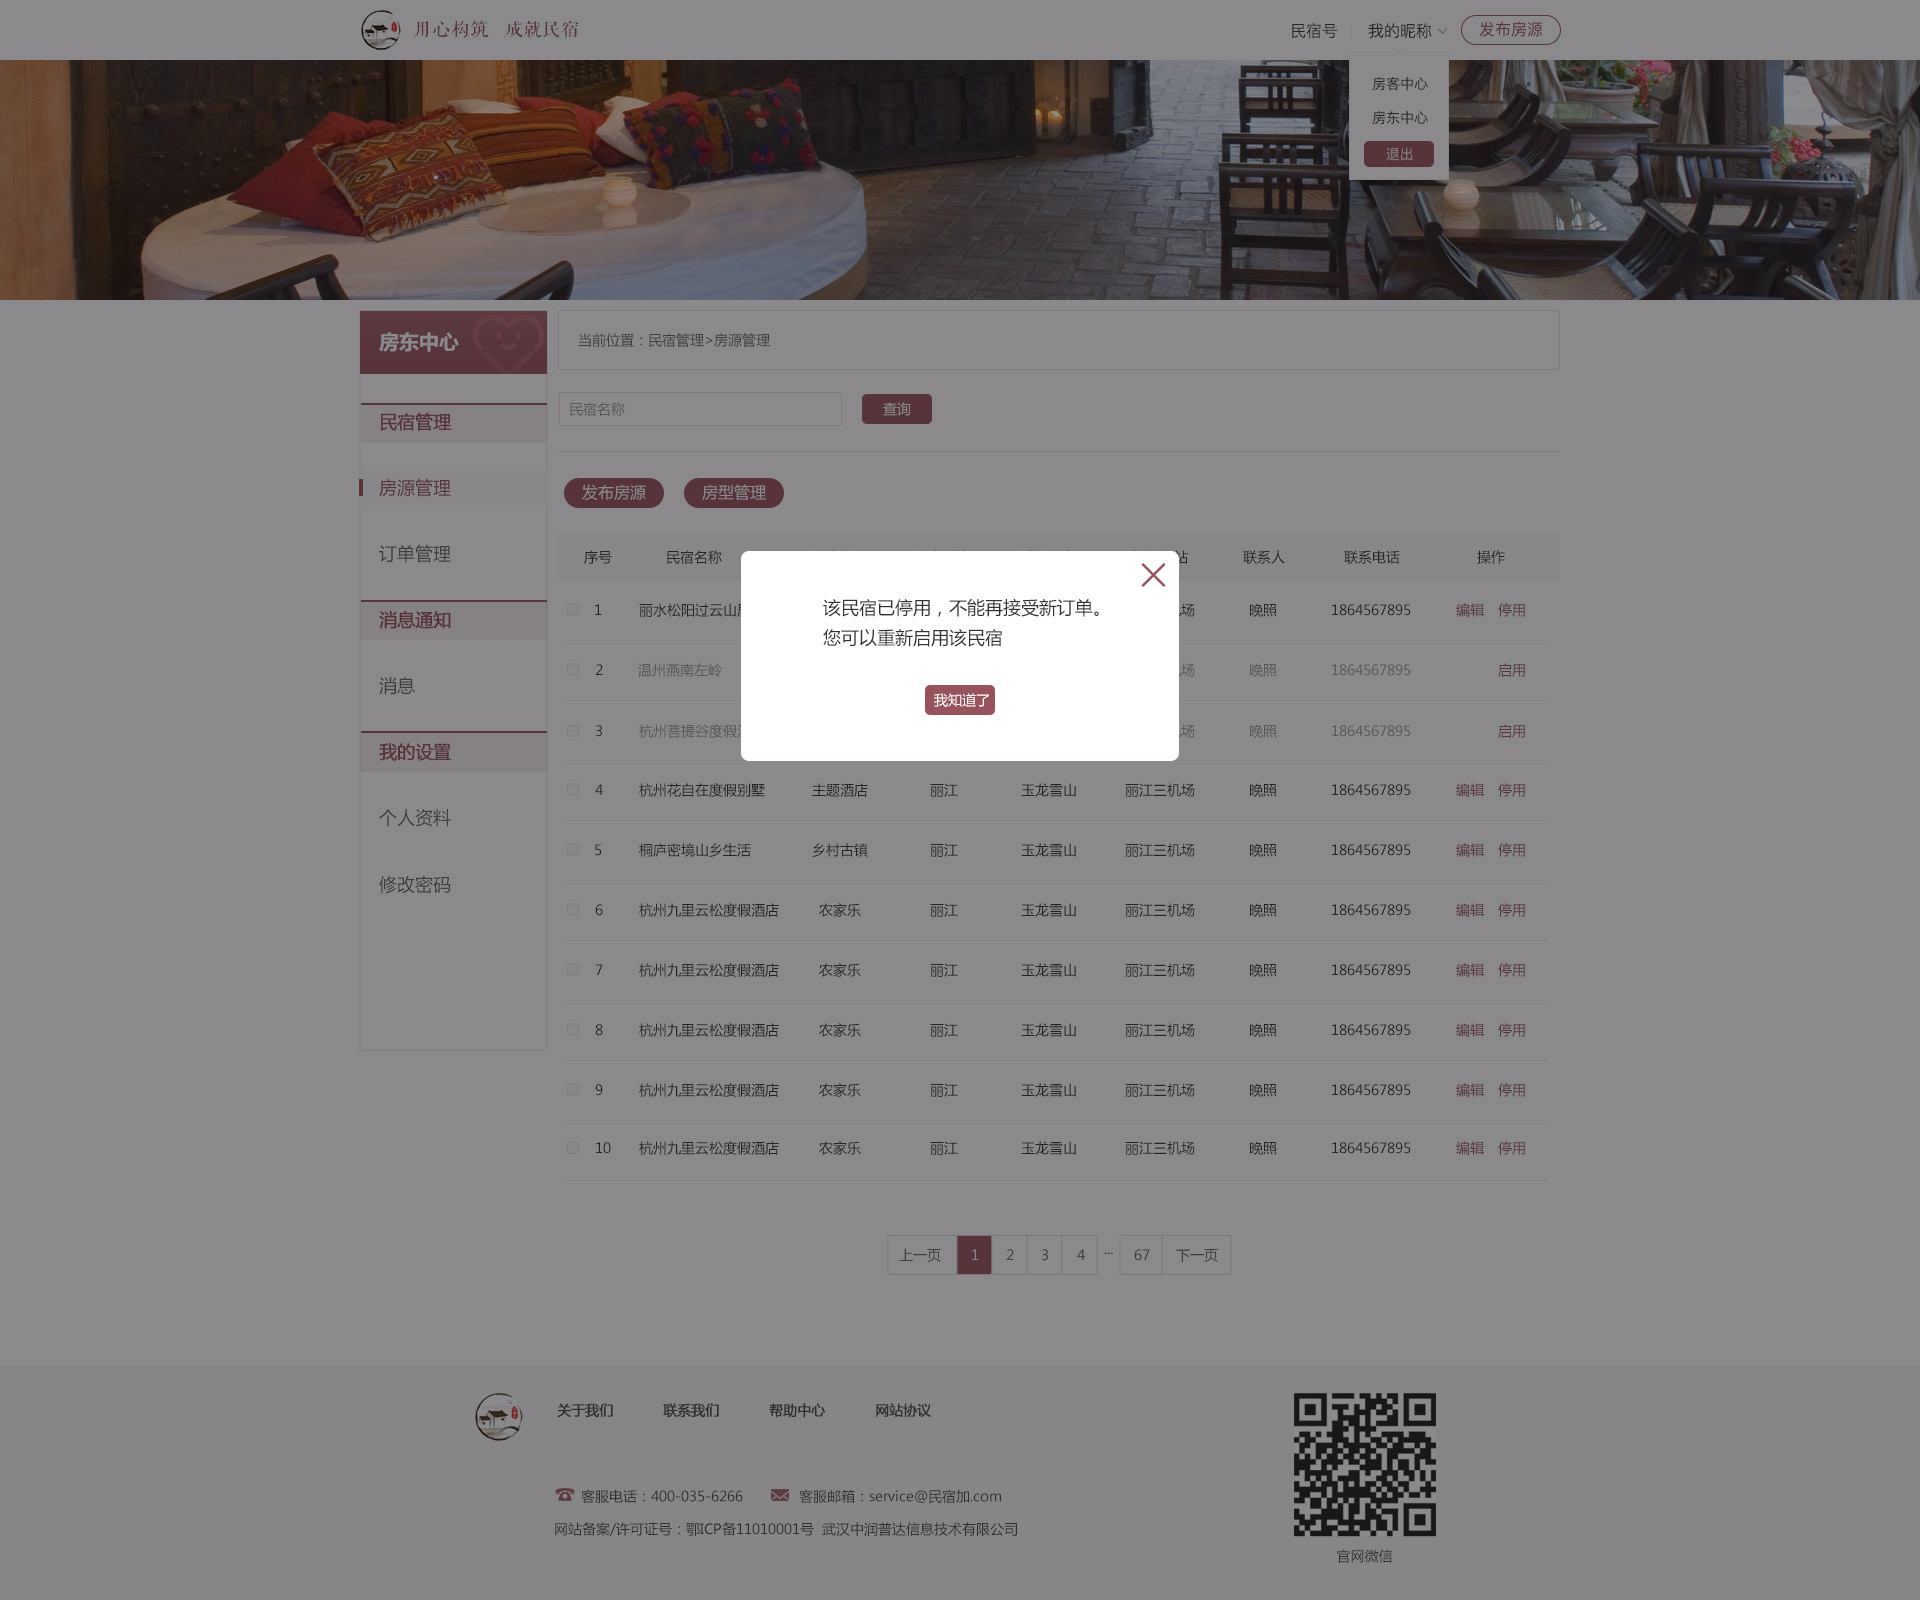 用心构筑 成就民宿
民宿号 我的昵称 发布房源
房客中心
房东中心
退出
房东中心
民宿管理
房源管理
订单管理
消息通知
消息
我的设置
个人资料
修改密码
当前位置：民宿管理>房源管理
民宿名称 查询
发布房源 房型管理
序号 民宿名称 站 联系人 联系电话 操作
1 丽水松阳过云山 场 晚照 1864567895 编辑 停用
2 温州燕南左岭 场 晚照 1864567895 启用
3 杭州菩提谷度假 场 晚照 1864567895 启用
该民宿已停用，不能再接受新订单。
您可以重新启用该民宿
我知道了
4 杭州花自在度假别墅 主题酒店 丽江 玉龙雪山 丽江三机场 晚照 1864567895 编辑 停用
5 桐庐密境山乡生活 乡村古镇 丽江 玉龙雪山 丽江三机场 晚照 1864567895 编辑 停用
6 杭州九里云松度假酒店 农家乐 丽江 玉龙雪山 丽江三机场 晚照 1864567895 编辑 停用
7 杭州九里云松度假酒店 农家乐 丽江 玉龙雪山 丽江三机场 晚照 1864567895 编辑 停用
8 杭州九里云松度假酒店 农家乐 丽江 玉龙雪山 丽江三机场 晚照 1864567895 编辑 停用
9 杭州九里云松度假酒店 农家乐 丽江 玉龙雪山 丽江三机场 晚照 1864567895 编辑 停用
10 杭州九里云松度假酒店 农家乐 丽江 玉龙雪山 丽江三机场 晚照 1864567895 编辑 停用
上一页 1 2 3 4 ... 67 下一页
关于我们 联系我们 帮助中心 网站协议
客服电话：400-035-6266 客服邮箱：service@民宿加.com
网站备案/许可证号：鄂ICP备11010001号 武汉中润普达信息技术有限公司
官网微信